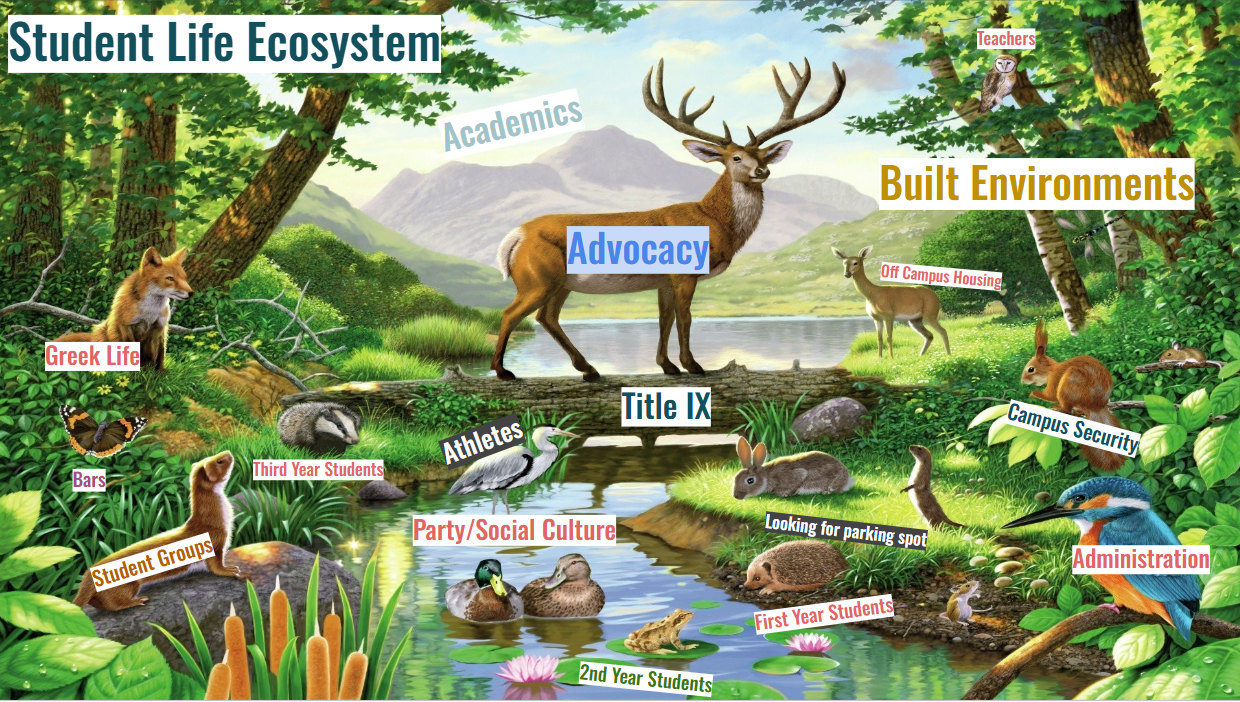 Student Life Ecosystem
Teachers
Academics
Built Environments
Advocacy
Off Campus Housing
Greek Life
Title IX
Campus Security
Athletes
Third Year Students
Bars
Party/Social Culture
Looking for parking spot
Student Groups
Administration
First Year Students
2nd Year Students